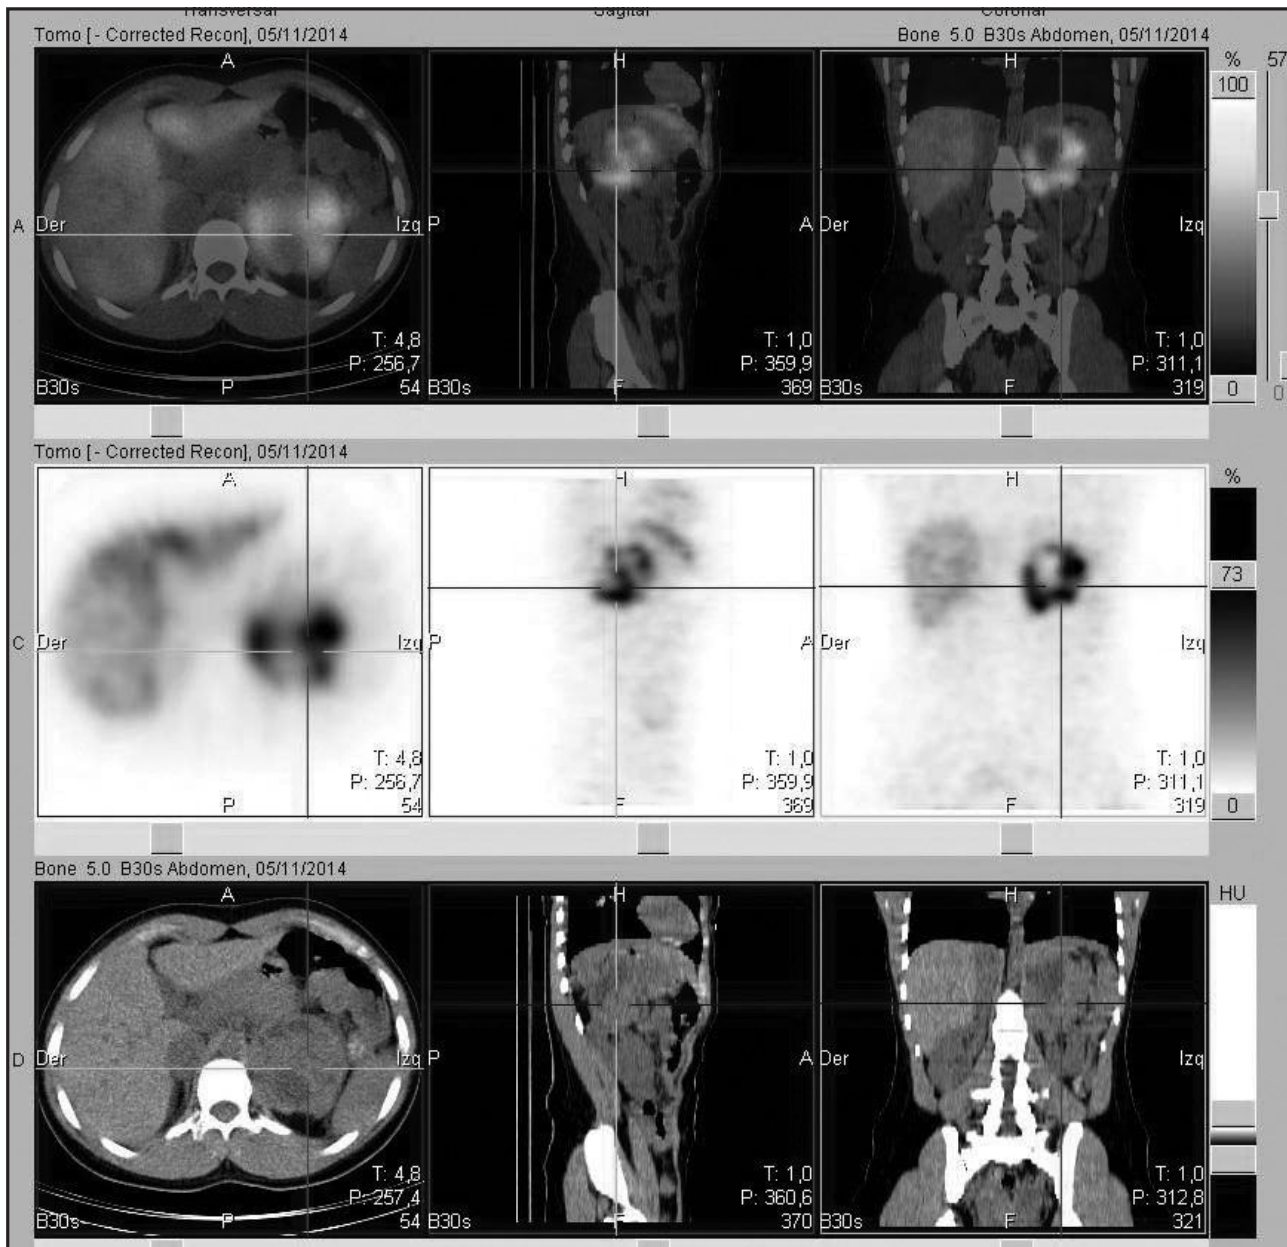 Transversal Sagital Coronal
Tomo [ - Corrected Recon], 05/11/2014 Bone 5.0 B30s Abdomen, 05/11/2014
A H H % 57
100
A Der Izq P A Der Izq
T: 4,8 T: 1,0 T: 1,0
P: 256,7 P: 359,9 P: 311,1
B30s P 54 B30s F 369 B30s F 319 0 0
Tomo [ - Corrected Recon], 05/11/2014
A H H %
73
C Der Izq P A Der Izq
T: 4,8 T: 1,0 T: 1,0
P: 256,7 P: 359,9 P: 311,1
P 54 F 369 F 319 0
Bone 5.0 B30s Abdomen, 05/11/2014
A H H HU
D Der Izq P A Der Izq
T: 4,8 T: 1,0 T: 1,0
P: 257,4 P: 360,6 P: 312,8
B30s P 54 B30s F 370 B30s F 321